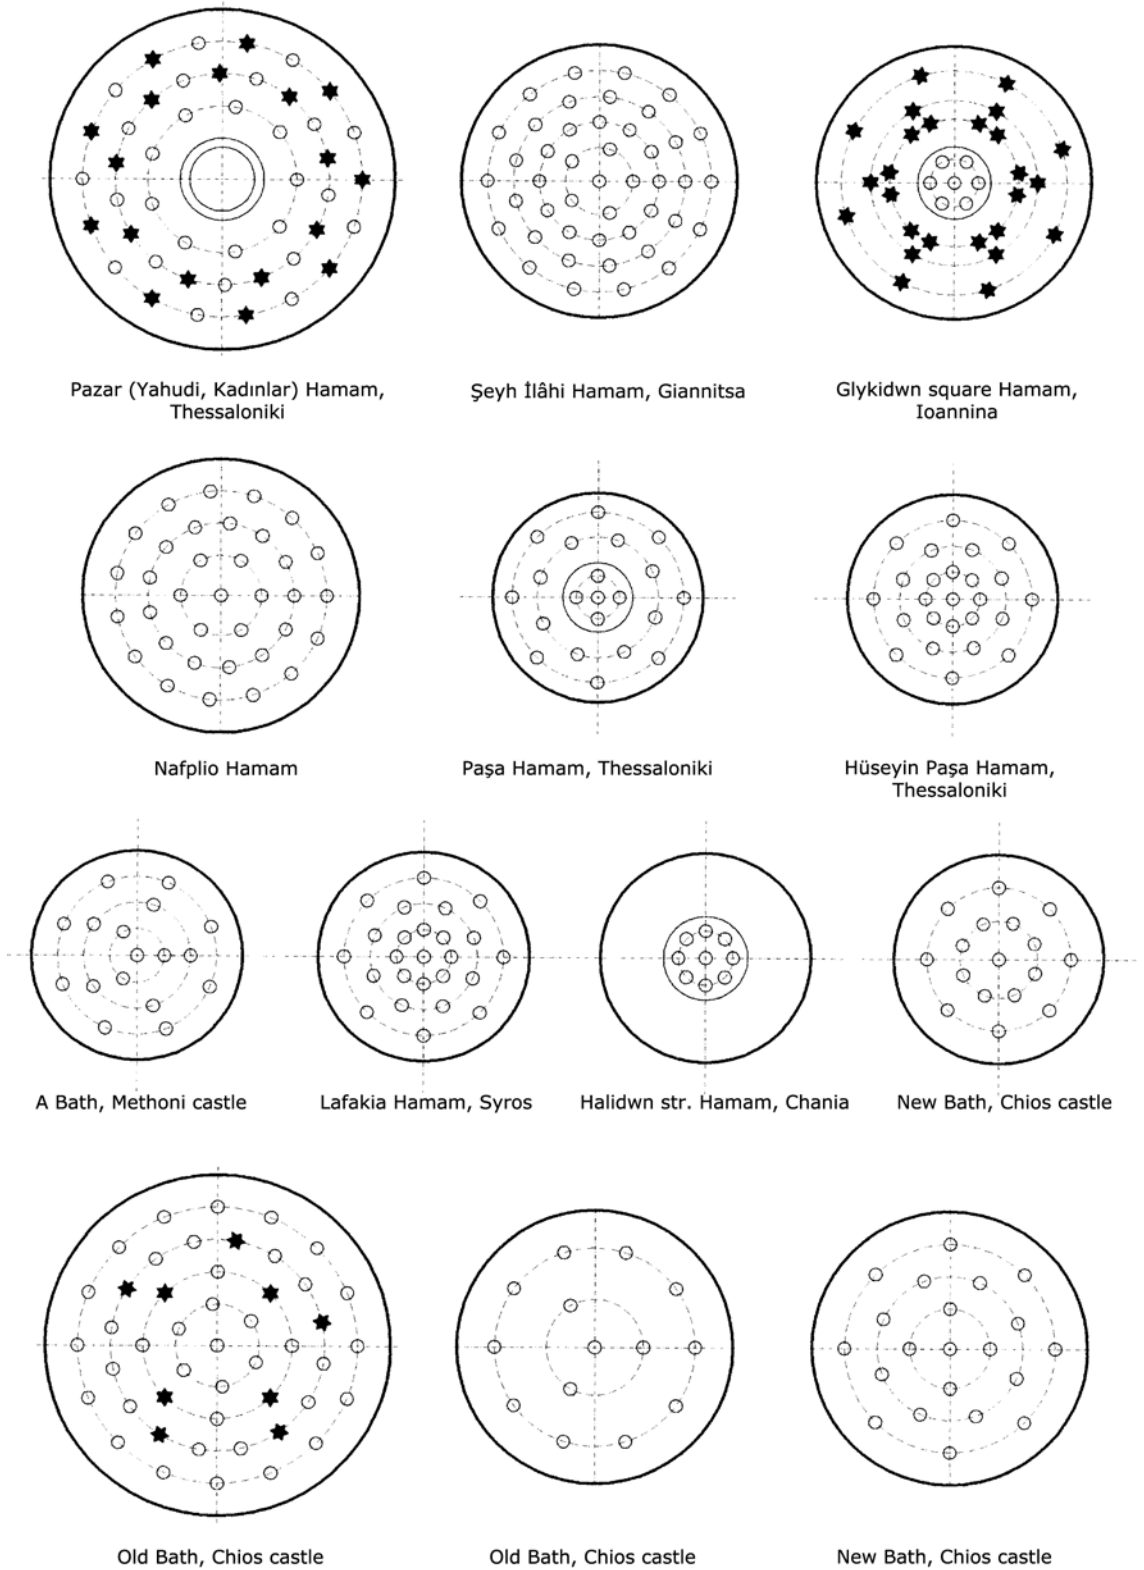 Pazar (Yahudi, Kadınlar) Hamam,
Thessaloniki
Şeyh İlâhi Hamam, Giannitsa
Glykidwn square Hamam,
Ioannina
Nafplio Hamam
Paşa Hamam, Thessaloniki
Hüseyin Paşa Hamam,
Thessaloniki
A Bath, Methoni castle
Lafakia Hamam, Syros
Halidwn str. Hamam, Chania
New Bath, Chios castle
Old Bath, Chios castle
Old Bath, Chios castle
New Bath, Chios castle